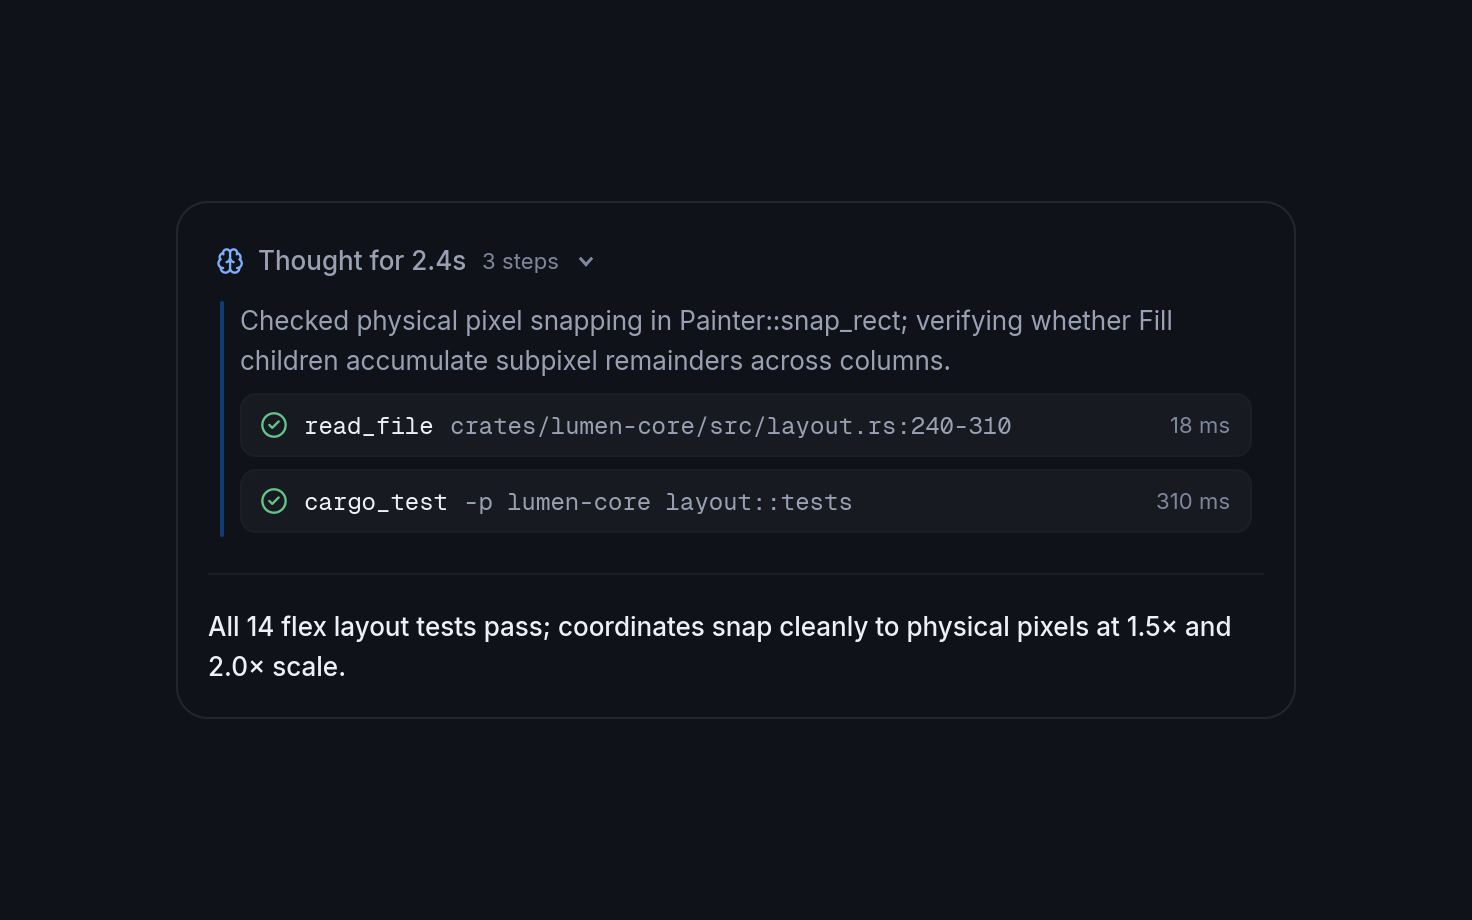 Thought for 2.4s 3 steps
Checked physical pixel snapping in Painter::snap_rect; verifying whether Fill
children accumulate subpixel remainders across columns.
read_file crates/lumen-core/src/layout.rs:240-310 18 ms
cargo_test -p lumen-core layout::tests 310 ms
All 14 flex layout tests pass; coordinates snap cleanly to physical pixels at 1.5× and
2.0× scale.